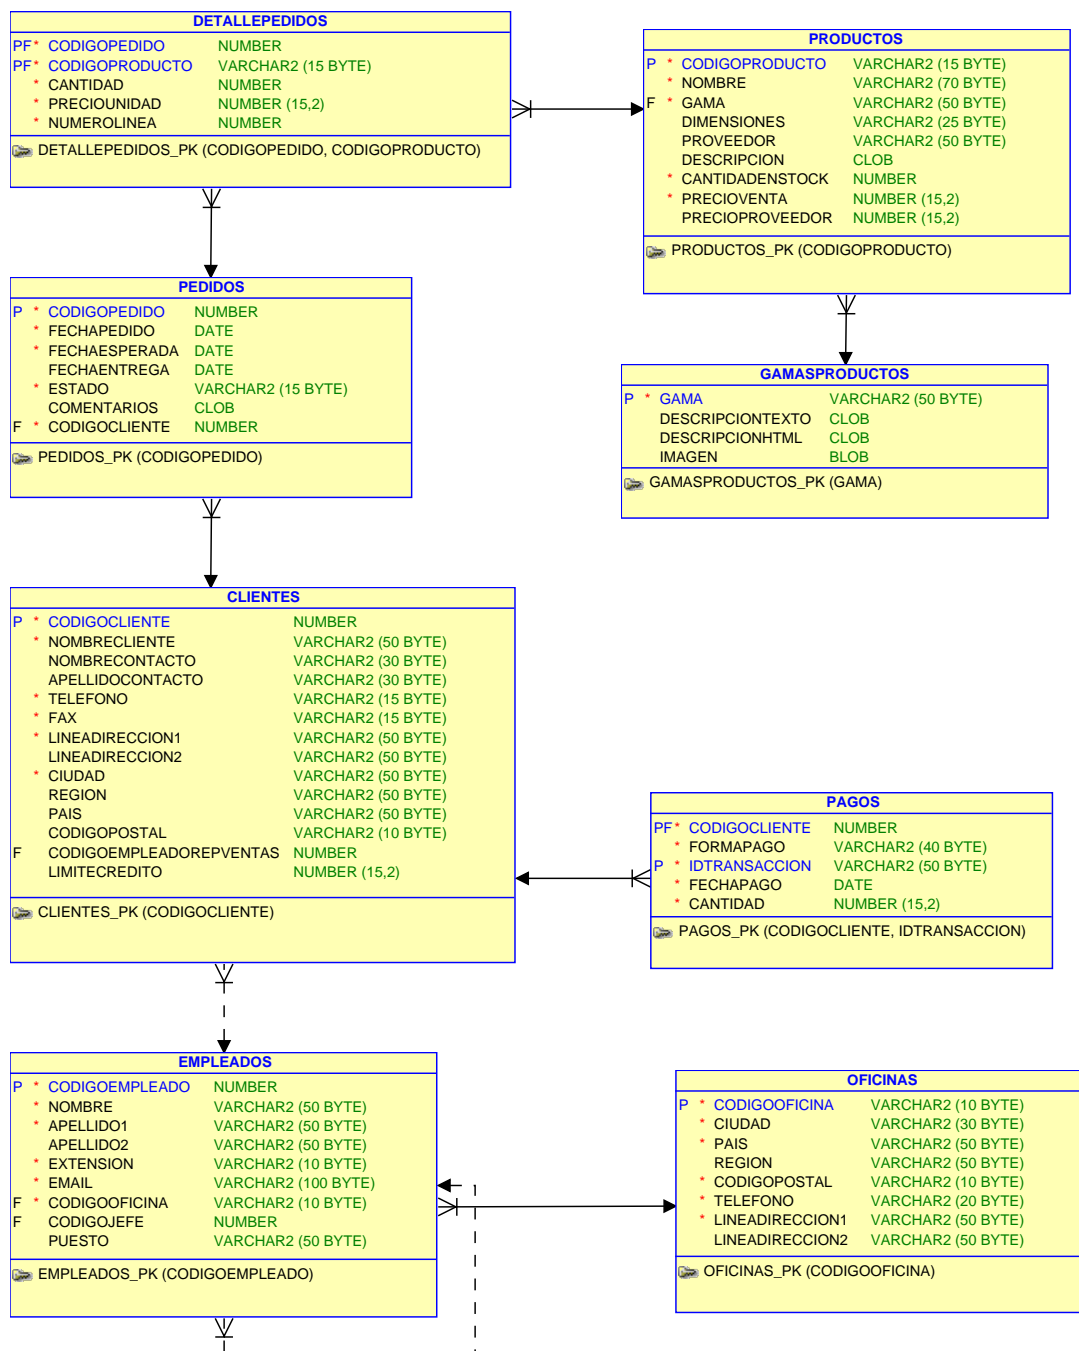 DETALLEPEDIDOS
PF* CODIGOPEDIDO NUMBER
PF* CODIGOPRODUCTO VARCHAR2 (15 BYTE)
* CANTIDAD NUMBER
* PRECIOUNIDAD NUMBER (15,2)
* NUMEROLINEA NUMBER
DETALLEPEDIDOS_PK (CODIGOPEDIDO, CODIGOPRODUCTO)
PRODUCTOS
P * CODIGOPRODUCTO VARCHAR2 (15 BYTE)
* NOMBRE VARCHAR2 (70 BYTE)
F * GAMA VARCHAR2 (50 BYTE)
DIMENSIONES VARCHAR2 (25 BYTE)
PROVEEDOR VARCHAR2 (50 BYTE)
DESCRIPCION CLOB
* CANTIDADENSTOCK NUMBER
* PRECIOVENTA NUMBER (15,2)
PRECIOPROVEEDOR NUMBER (15,2)
PRODUCTOS_PK (CODIGOPRODUCTO)
PEDIDOS
P * CODIGOPEDIDO NUMBER
* FECHAPEDIDO DATE
* FECHAESPERADA DATE
FECHAENTREGA DATE
* ESTADO VARCHAR2 (15 BYTE)
COMENTARIOS CLOB
F * CODIGOCLIENTE NUMBER
PEDIDOS_PK (CODIGOPEDIDO)
GAMASPRODUCTOS
P * GAMA VARCHAR2 (50 BYTE)
DESCRIPCIONTEXTO CLOB
DESCRIPCIONHTML CLOB
IMAGEN BLOB
GAMASPRODUCTOS_PK (GAMA)
CLIENTES
P * CODIGOCLIENTE NUMBER
* NOMBRECLIENTE VARCHAR2 (50 BYTE)
NOMBRECONTACTO VARCHAR2 (30 BYTE)
APELLIDOCONTACTO VARCHAR2 (30 BYTE)
* TELEFONO VARCHAR2 (15 BYTE)
* FAX VARCHAR2 (15 BYTE)
* LINEADIRECCION1 VARCHAR2 (50 BYTE)
LINEADIRECCION2 VARCHAR2 (50 BYTE)
* CIUDAD VARCHAR2 (50 BYTE)
REGION VARCHAR2 (50 BYTE)
PAIS VARCHAR2 (50 BYTE)
CODIGOPOSTAL VARCHAR2 (10 BYTE)
F CODIGOEMPLEADOREPVENTAS NUMBER
LIMITECREDITO NUMBER (15,2)
CLIENTES_PK (CODIGOCLIENTE)
PAGOS
PF* CODIGOCLIENTE NUMBER
* FORMAPAGO VARCHAR2 (40 BYTE)
P * IDTRANSACCION VARCHAR2 (50 BYTE)
* FECHAPAGO DATE
* CANTIDAD NUMBER (15,2)
PAGOS_PK (CODIGOCLIENTE, IDTRANSACCION)
EMPLEADOS
P * CODIGOEMPLEADO NUMBER
* NOMBRE VARCHAR2 (50 BYTE)
* APELLIDO1 VARCHAR2 (50 BYTE)
APELLIDO2 VARCHAR2 (50 BYTE)
* EXTENSION VARCHAR2 (10 BYTE)
* EMAIL VARCHAR2 (100 BYTE)
F * CODIGOOFICINA VARCHAR2 (10 BYTE)
F CODIGOJEFE NUMBER
PUESTO VARCHAR2 (50 BYTE)
EMPLEADOS_PK (CODIGOEMPLEADO)
OFICINAS
P * CODIGOOFICINA VARCHAR2 (10 BYTE)
* CIUDAD VARCHAR2 (30 BYTE)
* PAIS VARCHAR2 (50 BYTE)
REGION VARCHAR2 (50 BYTE)
* CODIGOPOSTAL VARCHAR2 (10 BYTE)
* TELEFONO VARCHAR2 (20 BYTE)
* LINEADIRECCION1 VARCHAR2 (50 BYTE)
LINEADIRECCION2 VARCHAR2 (50 BYTE)
OFICINAS_PK (CODIGOOFICINA)